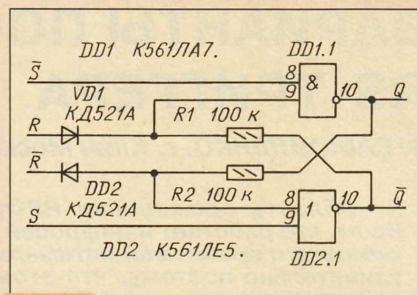 DD1 К561ЛА7. DD1.1
S̄ 8 & 10 Q
VD1 9
КД521А
R R1 100 к
R
DD2 R2 100 к
КД521А 8 10 Q̄
S̄ 9
DD2 К561ЛЕ5. DD2.1